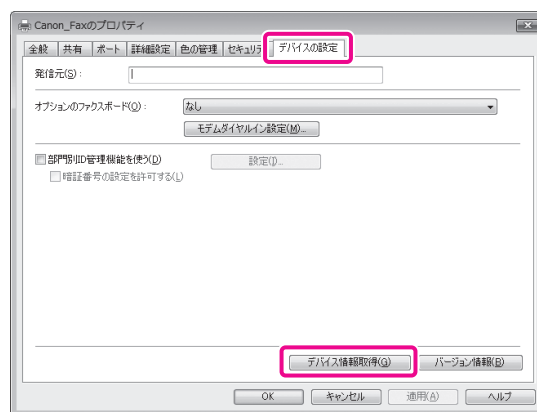 Canon_Faxのプロパティ
全般 共有 ポート 詳細設定 色の管理 セキュリテ デバイスの設定
発信元(S):
オプションのファクスボード(O): なし
モデムダイヤルイン設定(M)...
部門別ID管理機能を使う(D) 設定(I)...
暗証番号の設定を許可する(L)
デバイス情報取得(G) バージョン情報(B)
OK キャンセル 適用(A) ヘルプ